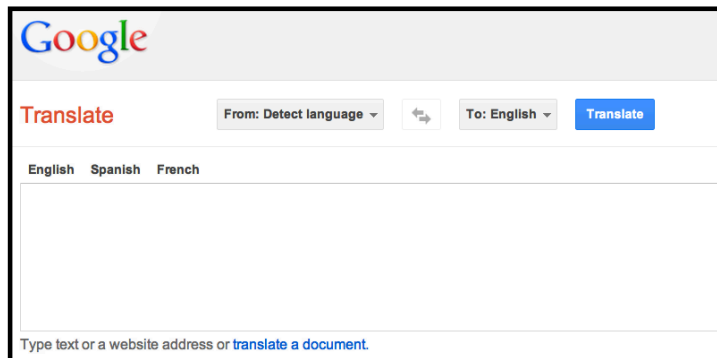 Google
Translate From: Detect language To: English Translate
English Spanish French
Type text or a website address or translate a document.